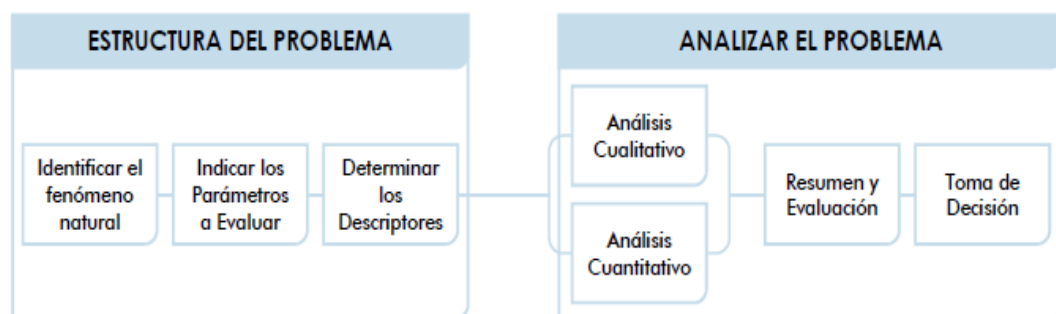 ESTRUCTURA DEL PROBLEMA
Identificar el
fenómeno
natural
Indicar los
Parámetros
a Evaluar
Determinar
los
Descriptores
ANALIZAR EL PROBLEMA
Análisis
Cualitativo
Análisis
Cuantitativo
Resumen y
Evaluación
Toma de
Decisión